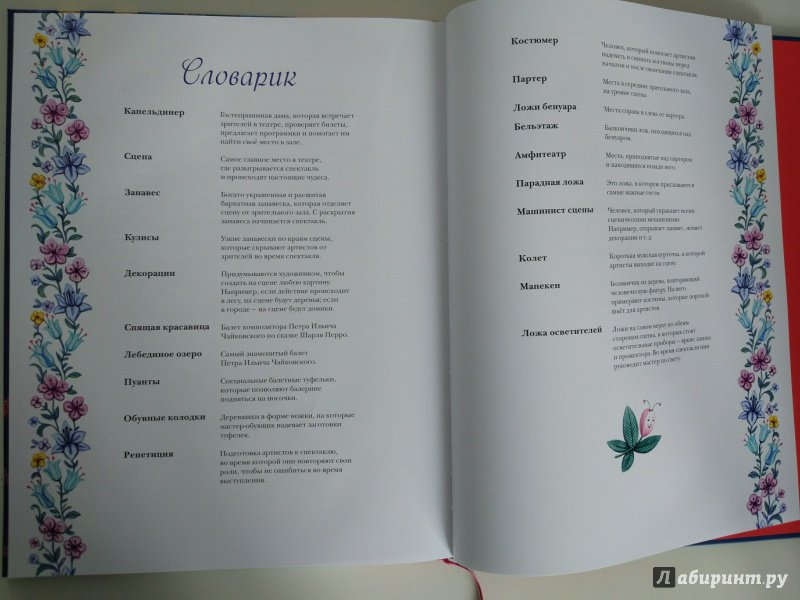 Словарик
Капельдинер
Гостеприимная дама, которая встречает
зрителей в театре, проверяет билеты,
предлагает программки и помогает им
найти своё место в зале.
Сцена
Самое главное место в театре,
где разыгрывается спектакль
и происходят настоящие чудеса.
Занавес
Богато украшенная и расшитая
бархатная занавеска, которая отделяет
сцену от зрительного зала. С раскрытия
занавеса начинается спектакль.
Кулисы
Узкие занавески по краям сцены,
которые скрывают артистов от
зрителей во время спектакля.
Декорации
Придумываются художником, чтобы
создать на сцене любую картину.
Например, если действие происходит
в лесу, на сцене будут деревья; если
в городе – на сцене будут домики.
Спящая красавица
Балет композитора Петра Ильича
Чайковского по сказке Шарля Перро.
Лебединое озеро
Самый знаменитый балет
Петра Ильича Чайковского.
Пуанты
Специальные балетные туфельки,
которые позволяют балерине
подняться на носочки.
Обувные колодки
Деревяшки в форме ножки, на которые
мастер-обувщик надевает заготовки
туфелек.
Репетиция
Подготовка артистов к спектаклю,
во время которой они повторяют свои
роли, чтобы не ошибиться во время
выступления.
Костюмер
Человек, который помогает артистам
надевать и снимать костюмы перед
началом и после окончания спектакля.
Партер
Места в середине зрительного зала,
на уровне сцены.
Ложи бенуара
Места справа и слева от партера.
Бельэтаж
Балкончики лож, находящихся над
бенуаром.
Амфитеатр
Места, приподнятые над партером
и находящиеся позади него.
Парадная ложа
Это ложа, в которую приглашаются
самые важные гости.
Машинист сцены
Человек, который управляет всеми
сценическими механизмами.
Например, открывает занавес, меняет
декорации и т. д.
Колет
Короткая мужская курточка, в которой
артисты выходят на сцену.
Манекен
Болванчик из дерева, повторяющий
человеческую фигуру. На него
примеряют костюмы, которые портной
шьёт для артистов.
Ложа осветителей
Ложи на самом верху по обеим
сторонам сцены, в которых стоят
осветительные приборы – яркие лампы
и прожектора. Во время спектакля ими
руководит мастер по свету.
Лабиринт.ру